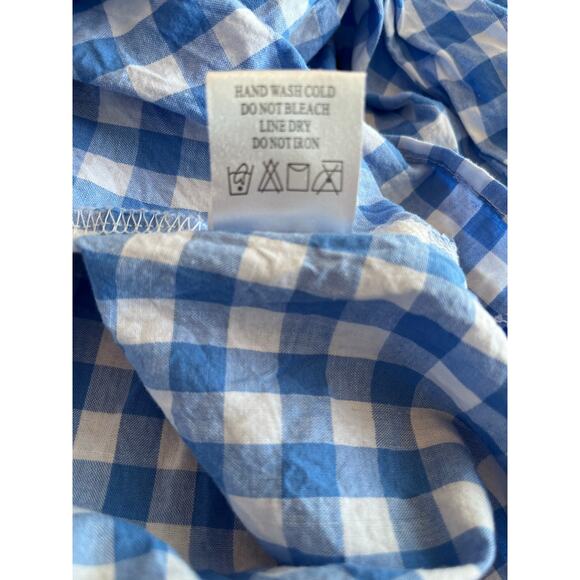 HAND WASH COLD
DO NOT BLEACH
LINE DRY
DO NOT IRON